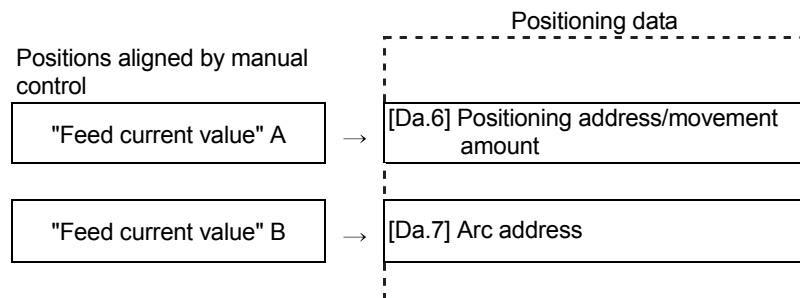 Positioning data
Positions aligned by manual
control
"Feed current value" A
→
[Da.6] Positioning address/movement
amount
"Feed current value" B
→
[Da.7] Arc address